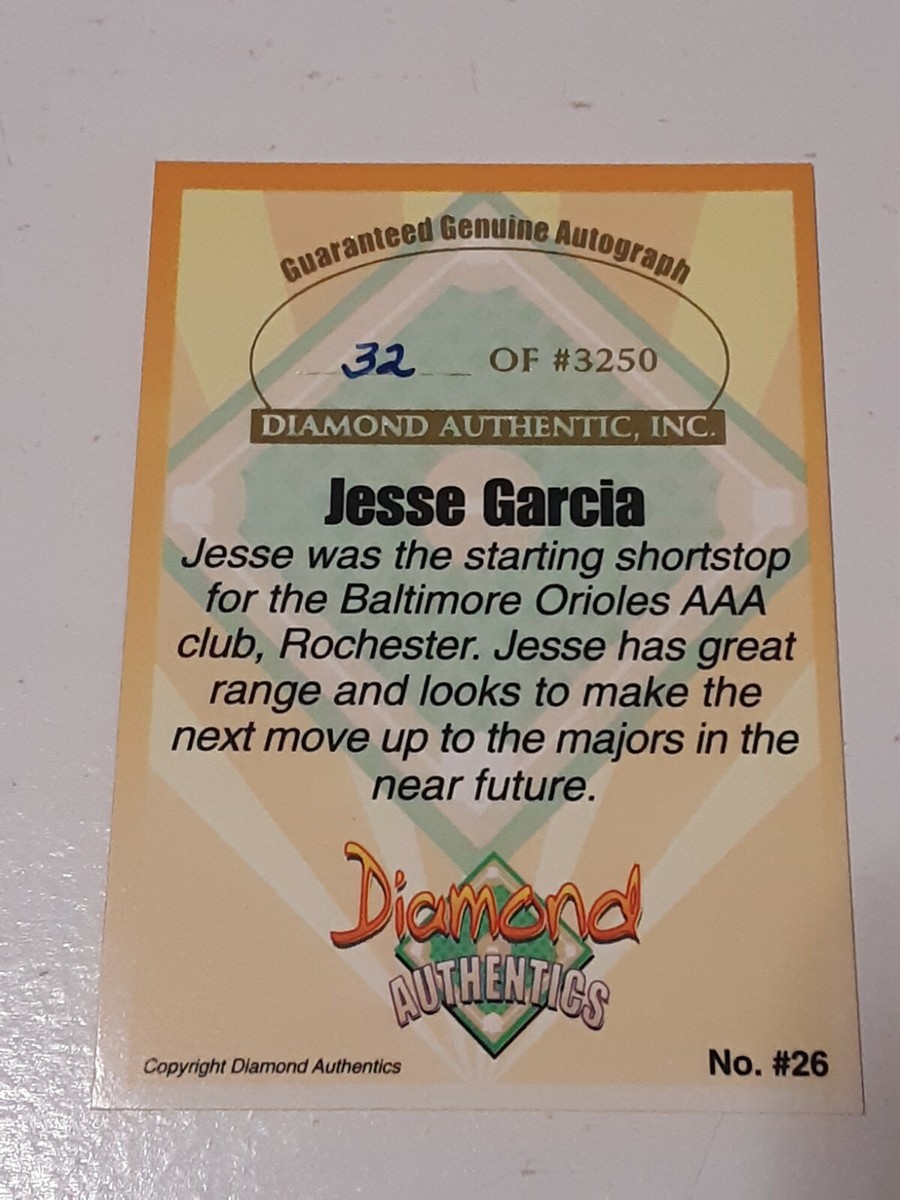 Guaranteed Genuine Autograph
32 OF #3250
DIAMOND AUTHENTIC, INC.
Jesse Garcia
Jesse was the starting shortstop
for the Baltimore Orioles AAA
club, Rochester. Jesse has great
range and looks to make the
next move up to the majors in the
near future.
Diamond
AUTHENTICS
Copyright Diamond Authentics
No. #26